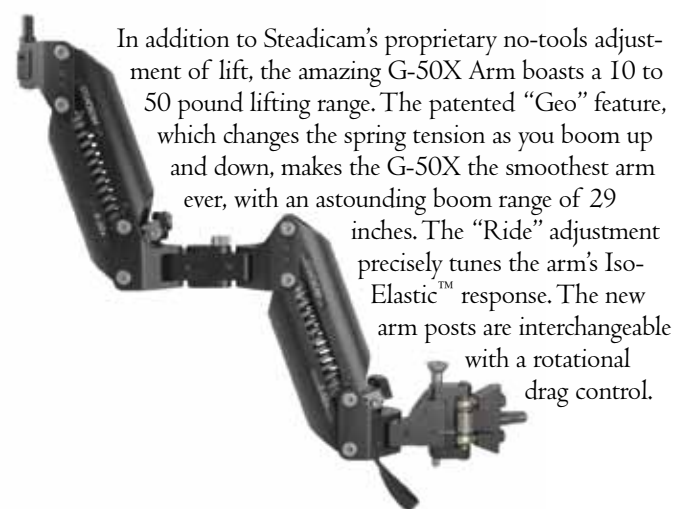 In addition to Steadicam’s proprietary no-tools adjust-
ment of lift, the amazing G-50X Arm boasts a 10 to
50 pound lifting range. The patented “Geo” feature,
which changes the spring tension as you boom up
and down, makes the G-50X the smoothest arm
ever, with an astounding boom range of 29
inches. The “Ride” adjustment
precisely tunes the arm’s Iso-
Elastic™ response. The new
arm posts are interchangeable
with a rotational
drag control.